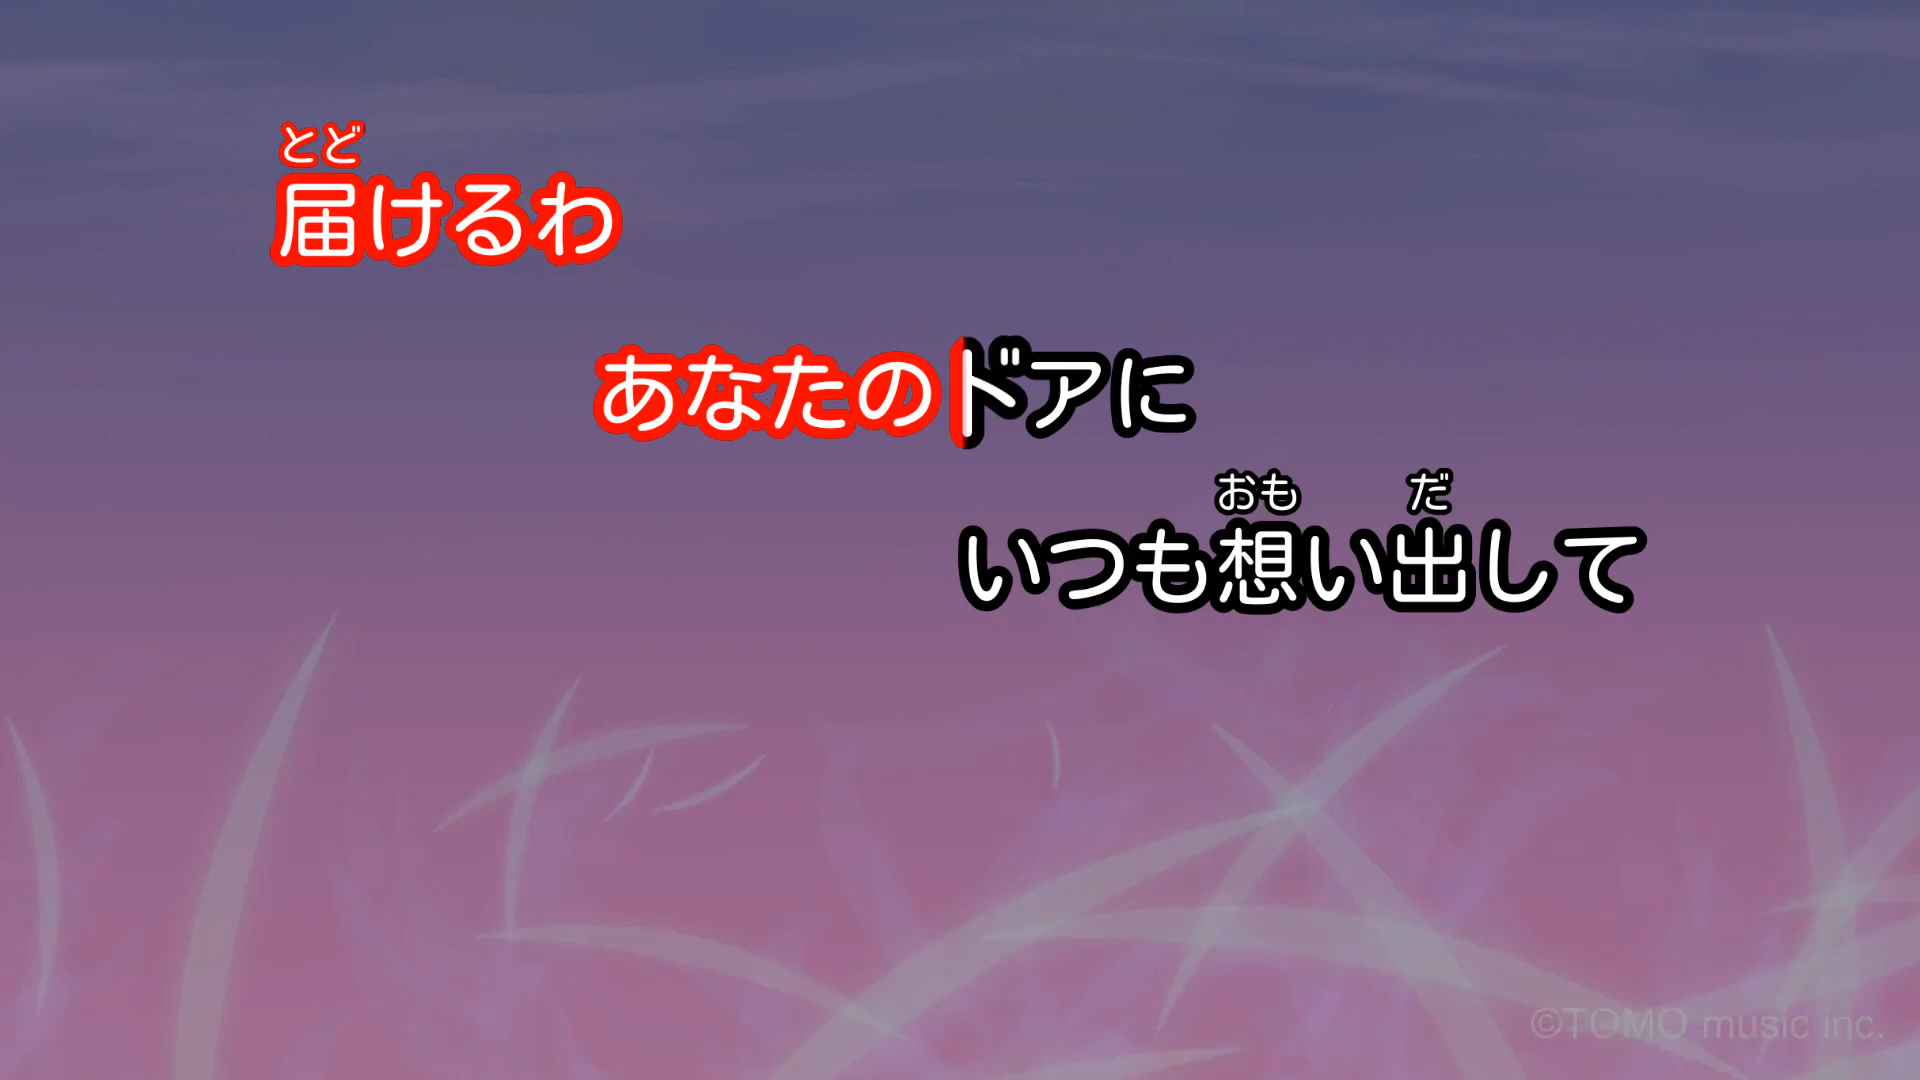 とど
届けるわ
あなたのドアに
おも だ
いつも想い出して
©TOMO music inc.